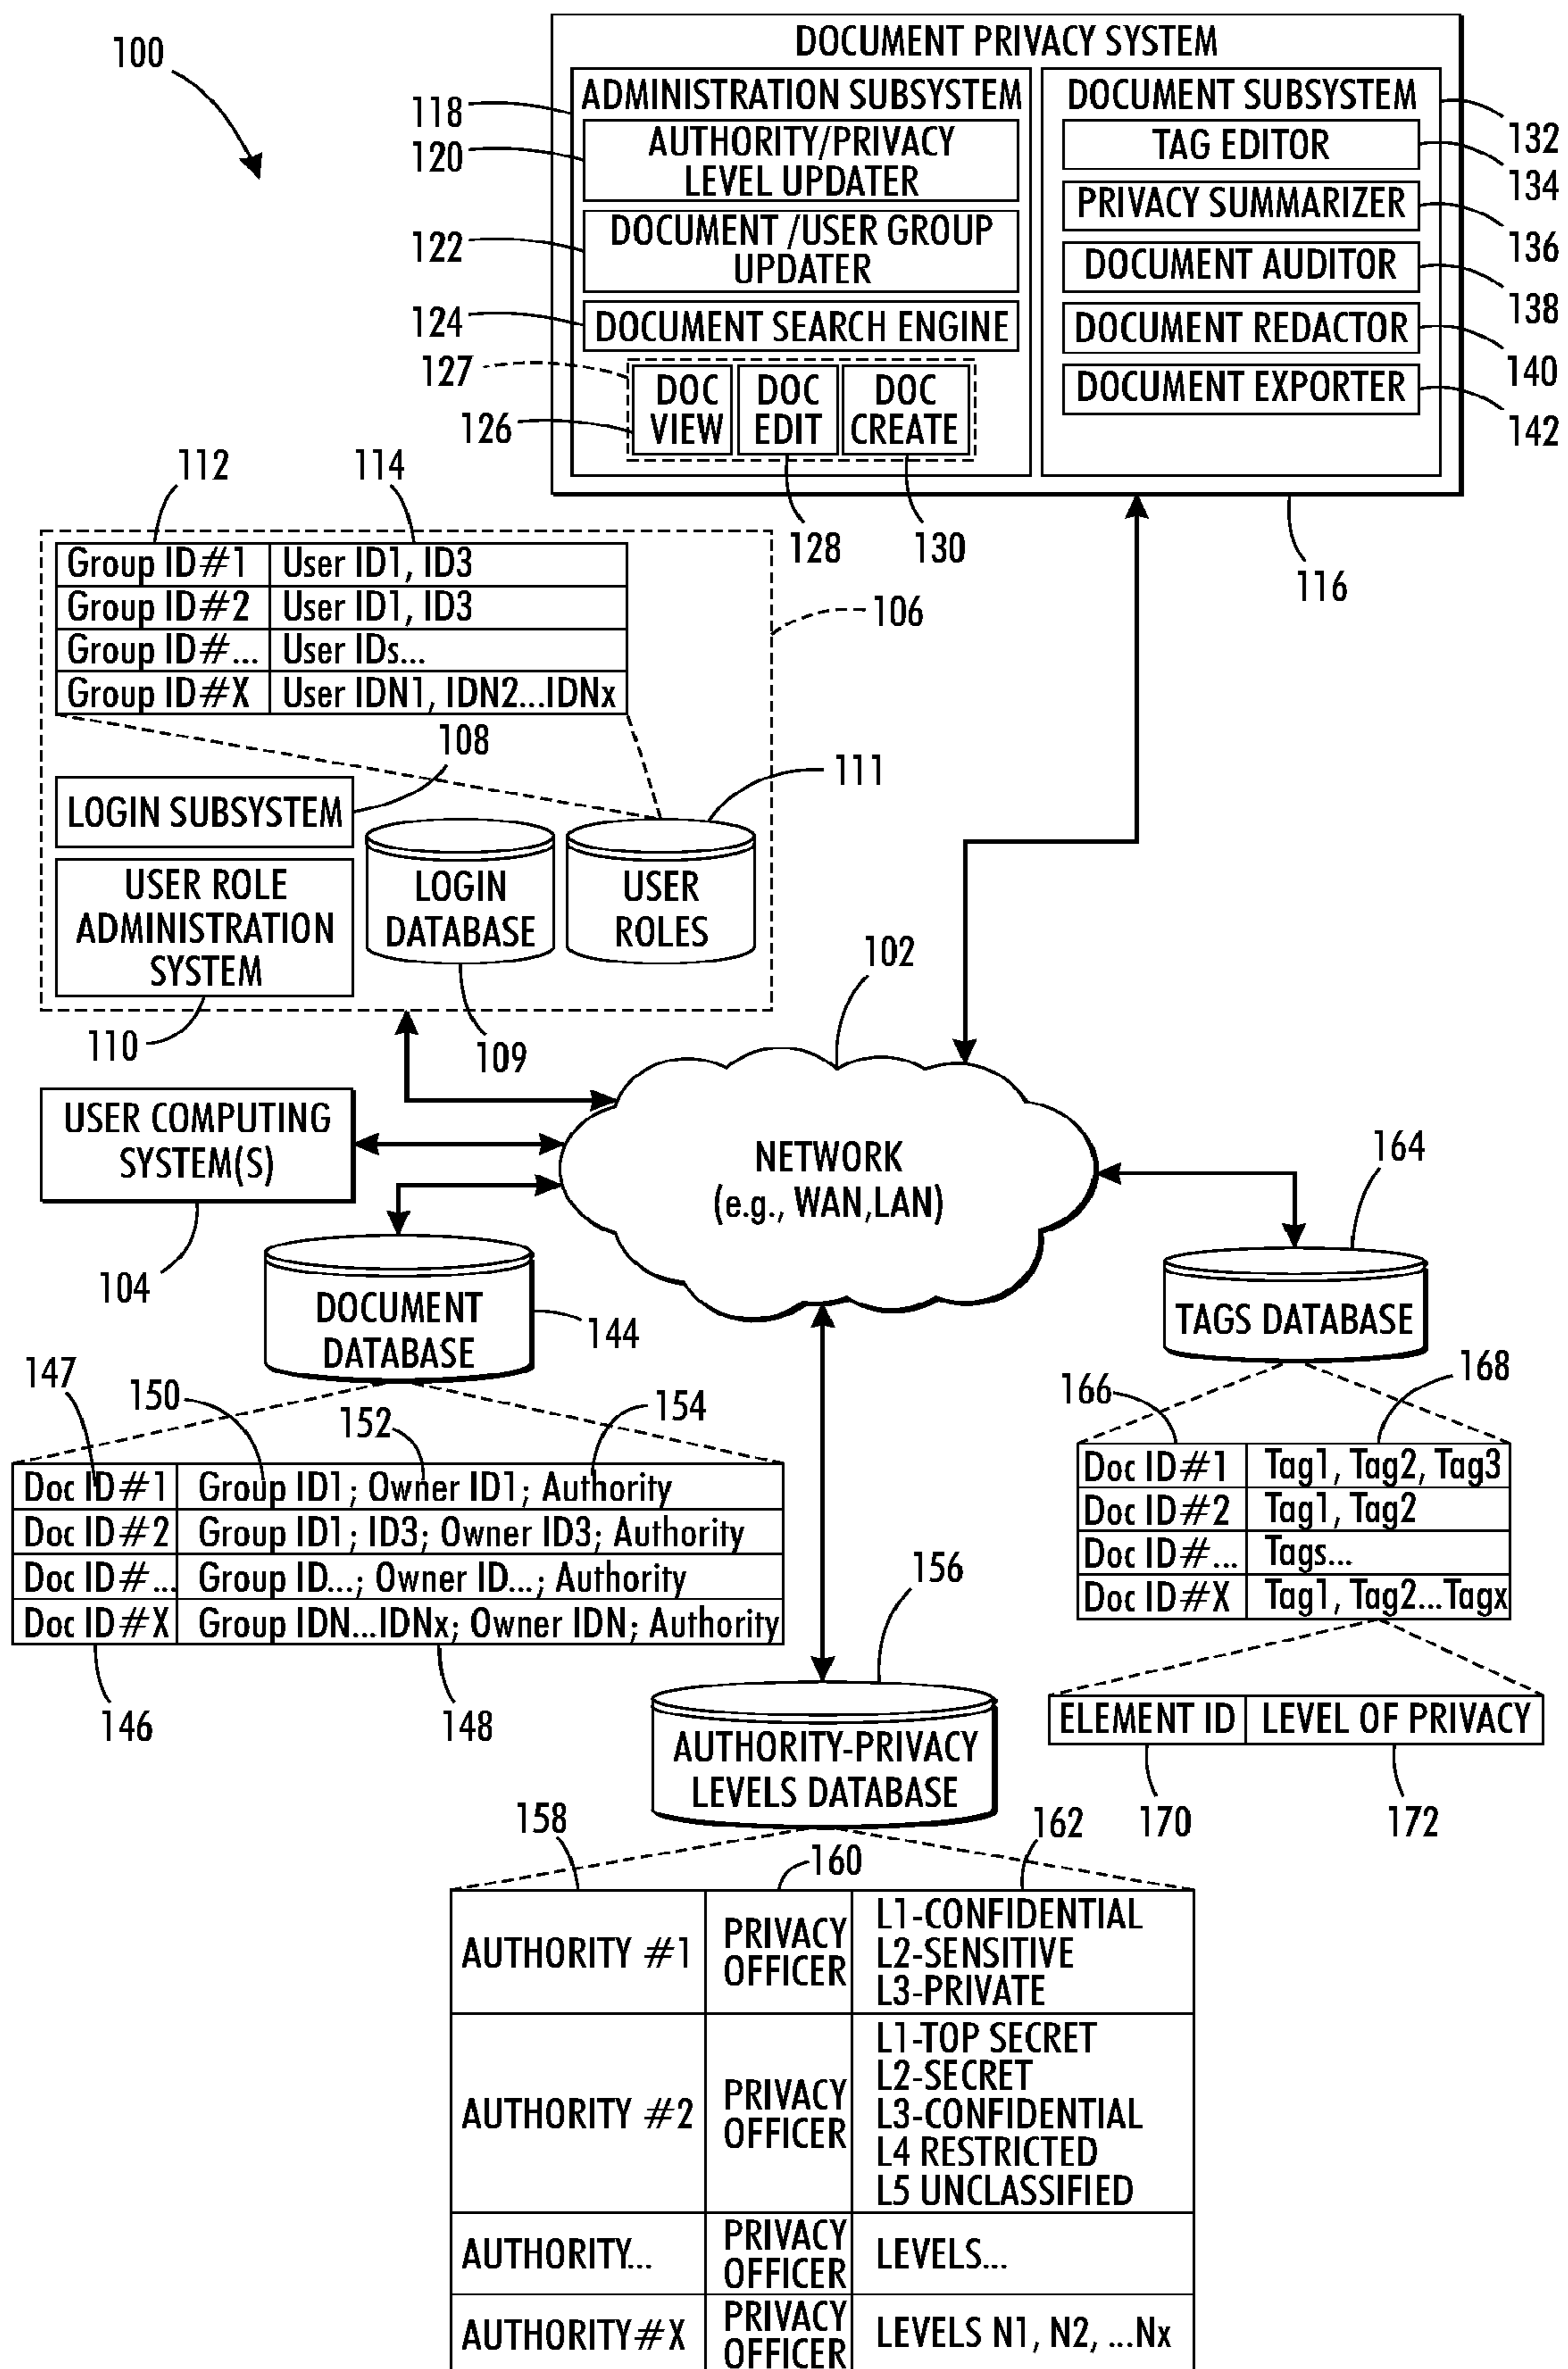 100
DOCUMENT PRIVACY SYSTEM
118
ADMINISTRATION SUBSYSTEM
120
AUTHORITY/PRIVACY
LEVEL UPDATER
122
DOCUMENT /USER GROUP
UPDATER
124
DOCUMENT SEARCH ENGINE
127
126
DOC
VIEW
DOC
EDIT
DOC
CREATE
128
130
DOCUMENT SUBSYSTEM
132
TAG EDITOR
134
PRIVACY SUMMARIZER
136
DOCUMENT AUDITOR
138
DOCUMENT REDACTOR
140
DOCUMENT EXPORTER
142
116
112
114
Group ID#1 User ID1, ID3
Group ID#2 User ID1, ID3
Group ID#... User IDs...
Group ID#X User IDN1, IDN2...IDNx
106
108
111
LOGIN SUBSYSTEM
USER ROLE
ADMINISTRATION
SYSTEM
LOGIN
DATABASE
USER
ROLES
110
109
102
USER COMPUTING
SYSTEM(S)
104
NETWORK
(e.g., WAN,LAN)
164
DOCUMENT
DATABASE
144
TAGS DATABASE
147
150
152
154
Doc ID#1 Group ID1; Owner ID1; Authority
Doc ID#2 Group ID1; ID3; Owner ID3; Authority
Doc ID#... Group ID...; Owner ID...; Authority
Doc ID#X Group IDN...IDNx; Owner IDN; Authority
146
148
166
168
Doc ID#1 Tag1, Tag2, Tag3
Doc ID#2 Tag1, Tag2
Doc ID#... Tags...
Doc ID#X Tag1, Tag2...Tagx
ELEMENT ID LEVEL OF PRIVACY
170
172
156
AUTHORITY-PRIVACY
LEVELS DATABASE
158
160
162
AUTHORITY #1
PRIVACY
OFFICER
L1-CONFIDENTIAL
L2-SENSITIVE
L3-PRIVATE
AUTHORITY #2
PRIVACY
OFFICER
L1-TOP SECRET
L2-SECRET
L3-CONFIDENTIAL
L4 RESTRICTED
L5 UNCLASSIFIED
AUTHORITY...
PRIVACY
OFFICER
LEVELS...
AUTHORITY#X
PRIVACY
OFFICER
LEVELS N1, N2, ...Nx